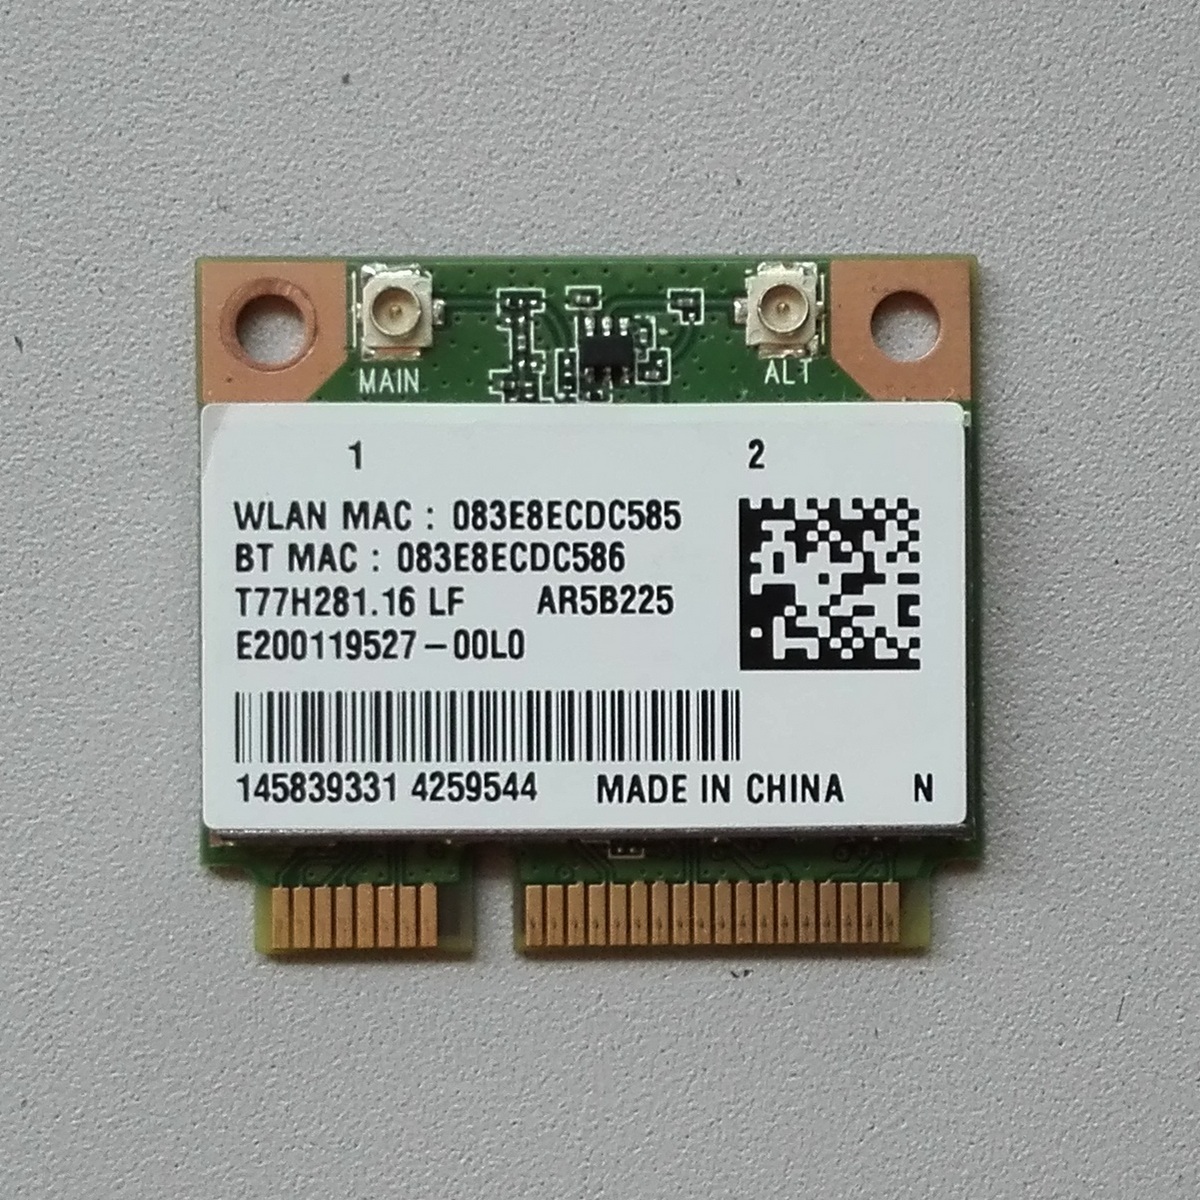 MAIN ALT
1 2
WLAN MAC : 083E8ECDC585
BT MAC : 083E8ECDC586
T77H281.16 LF AR5B225
E200119527-00L0
145839331 4259544 MADE IN CHINA N